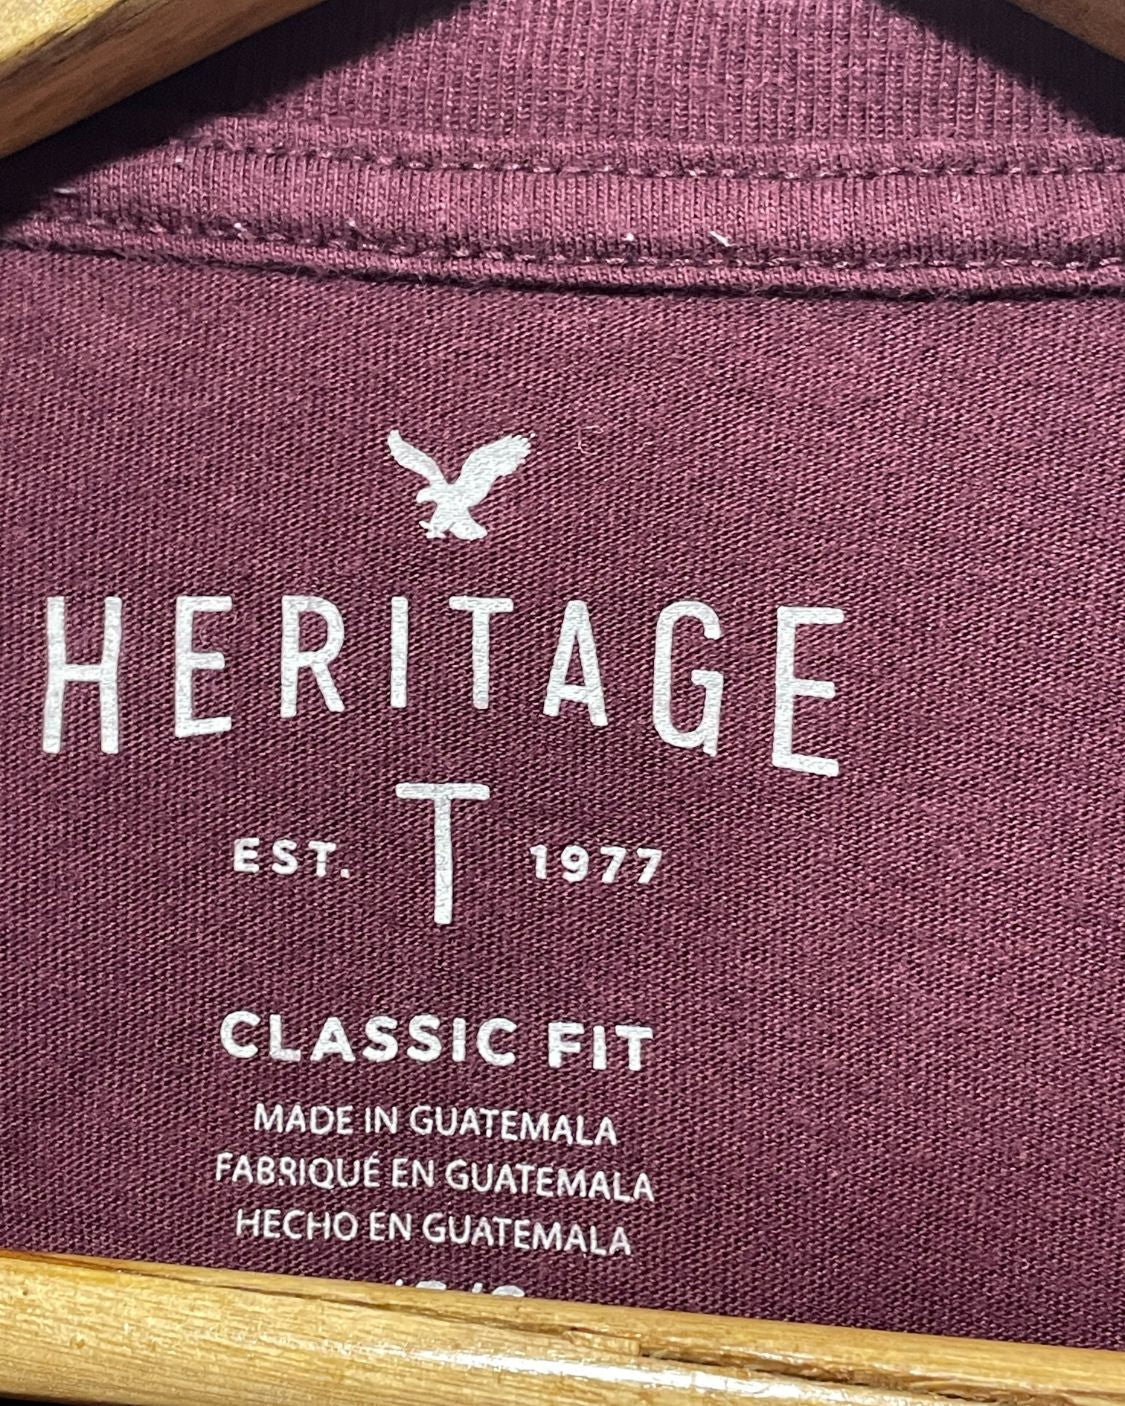 HERITAGE
T
EST. 1977
CLASSIC FIT
MADE IN GUATEMALA
FABRIQUÉ EN GUATEMALA
HECHO EN GUATEMALA